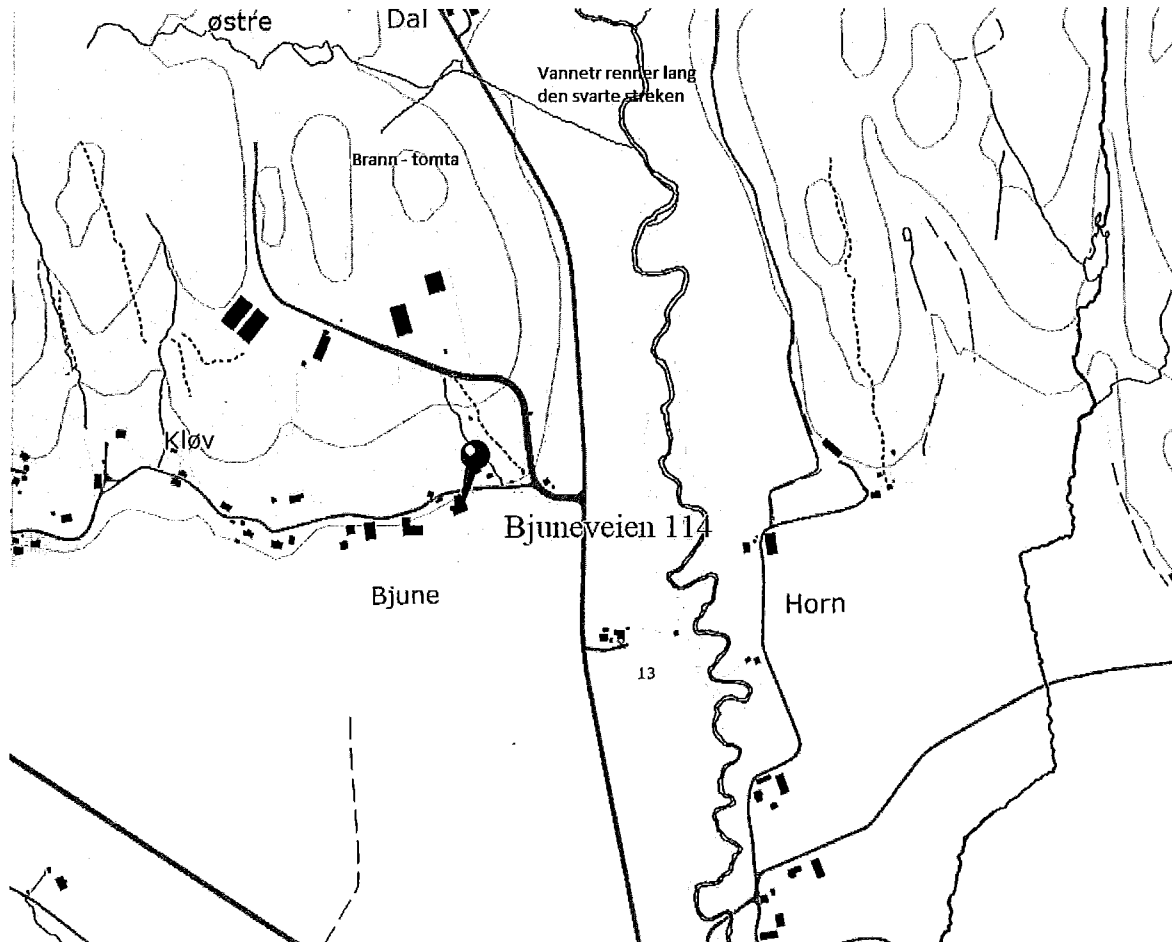 østre
Dal
Vannetr renner lang
den svarte streken
Brann - tomta
Kløv
Bjuneveien 114
Bjune
Horn
13